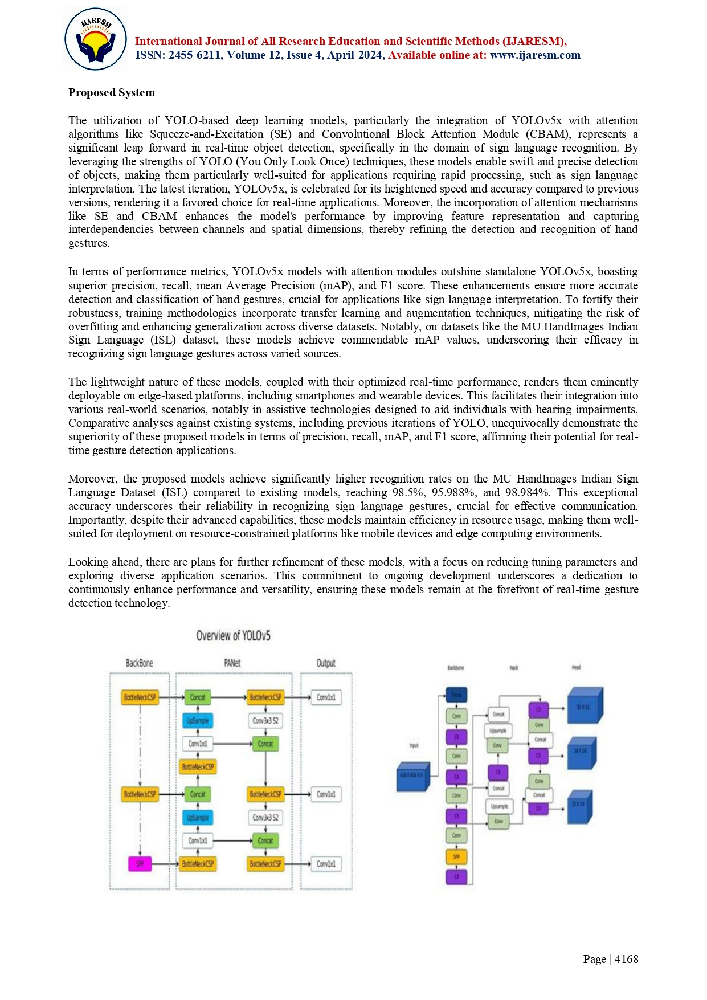 IJARESM
International Journal of All Research Education and Scientific Methods (IJARESM),
ISSN: 2455-6211, Volume 12, Issue 4, April-2024, Available online at: www.ijaresm.com
Proposed System
The utilization of YOLO-based deep learning models, particularly the integration of YOLOv5x with attention
algorithms like Squeeze-and-Excitation (SE) and Convolutional Block Attention Module (CBAM), represents a
significant leap forward in real-time object detection, specifically in the domain of sign language recognition. By
leveraging the strengths of YOLO (You Only Look Once) techniques, these models enable swift and precise detection
of objects, making them particularly well-suited for applications requiring rapid processing, such as sign language
interpretation. The latest iteration, YOLOv5x, is celebrated for its heightened speed and accuracy compared to previous
versions, rendering it a favored choice for real-time applications. Moreover, the incorporation of attention mechanisms
like SE and CBAM enhances the model's performance by improving feature representation and capturing
interdependencies between channels and spatial dimensions, thereby refining the detection and recognition of hand
gestures.
In terms of performance metrics, YOLOv5x models with attention modules outshine standalone YOLOv5x, boasting
superior precision, recall, mean Average Precision (mAP), and F1 score. These enhancements ensure more accurate
detection and classification of hand gestures, crucial for applications like sign language interpretation. To fortify their
robustness, training methodologies incorporate transfer learning and augmentation techniques, mitigating the risk of
overfitting and enhancing generalization across diverse datasets. Notably, on datasets like the MU HandImages Indian
Sign Language (ISL) dataset, these models achieve commendable mAP values, underscoring their efficacy in
recognizing sign language gestures across varied sources.
The lightweight nature of these models, coupled with their optimized real-time performance, renders them eminently
deployable on edge-based platforms, including smartphones and wearable devices. This facilitates their integration into
various real-world scenarios, notably in assistive technologies designed to aid individuals with hearing impairments.
Comparative analyses against existing systems, including previous iterations of YOLO, unequivocally demonstrate the
superiority of these proposed models in terms of precision, recall, mAP, and F1 score, affirming their potential for real-
time gesture detection applications.
Moreover, the proposed models achieve significantly higher recognition rates on the MU HandImages Indian Sign
Language Dataset (ISL) compared to existing models, reaching 98.5%, 95.988%, and 98.984%. This exceptional
accuracy underscores their reliability in recognizing sign language gestures, crucial for effective communication.
Importantly, despite their advanced capabilities, these models maintain efficiency in resource usage, making them well-
suited for deployment on resource-constrained platforms like mobile devices and edge computing environments.
Looking ahead, there are plans for further refinement of these models, with a focus on reducing tuning parameters and
exploring diverse application scenarios. This commitment to ongoing development underscores a dedication to
continuously enhance performance and versatility, ensuring these models remain at the forefront of real-time gesture
detection technology.
Overview of YOLOv5
BackBone PANet Output
BottleNeckCSP Concat BottleNeckCSP Conv1x1
UpSample Conv3x3 S2
Conv1x1 Concat
BottleNeckCSP
BottleNeckCSP Concat BottleNeckCSP Conv1x1
UpSample Conv3x3 S2
Conv1x1 Concat
SPP BottleNeckCSP BottleNeckCSP Conv1x1
Backbone Neck Head
Focus
Conv Concat C3 52 X 52
C3 Upsample Conv
Input Conv Conv Concat
416 X 416 X 3 C3 C3 C3 26 X 26
Conv Concat Conv
C3 Upsample Concat
Conv Conv C3 13 X 13
SPP
C3
Page | 4168